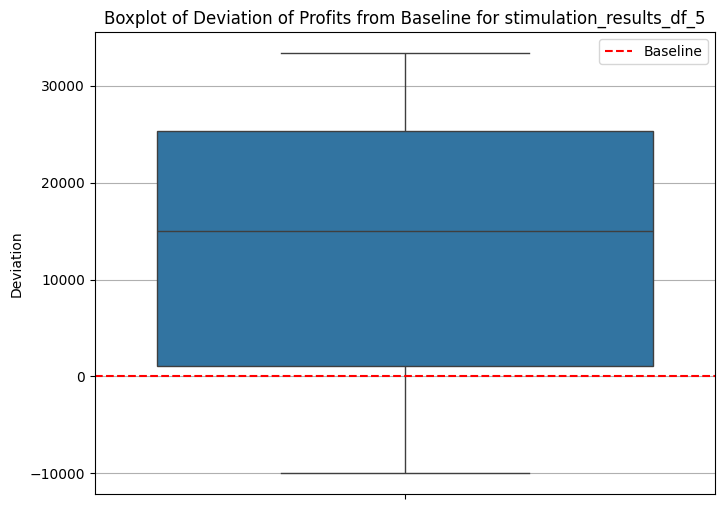 Boxplot of Deviation of Profits from Baseline for stimulation_results_df_5
Baseline
30000
20000
10000
0
−10000
Deviation